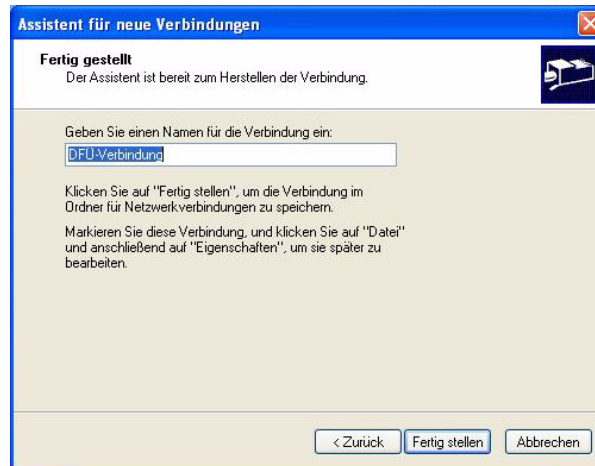 Assistent für neue Verbindungen
Fertig gestellt
Der Assistent ist bereit zum Herstellen der Verbindung.
Geben Sie einen Namen für die Verbindung ein:
DFÜ-Verbindung
Klicken Sie auf "Fertig stellen", um die Verbindung im
Ordner für Netzwerkverbindungen zu speichern.
Markieren Sie diese Verbindung, und klicken Sie auf "Datei"
und anschließend auf "Eigenschaften", um sie später zu
bearbeiten.
< Zurück Fertig stellen Abbrechen